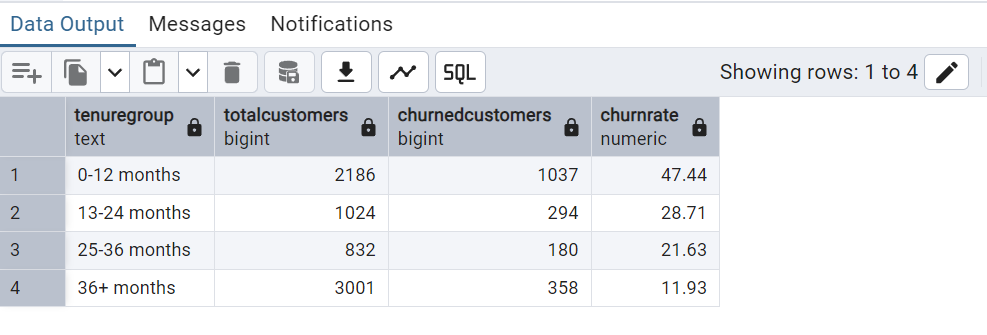 Data Output Messages Notifications
SQL Showing rows: 1 to 4
tenuregroup totalcustomers churnedcustomers churnrate
text bigint bigint numeric
1 0-12 months 2186 1037 47.44
2 13-24 months 1024 294 28.71
3 25-36 months 832 180 21.63
4 36+ months 3001 358 11.93